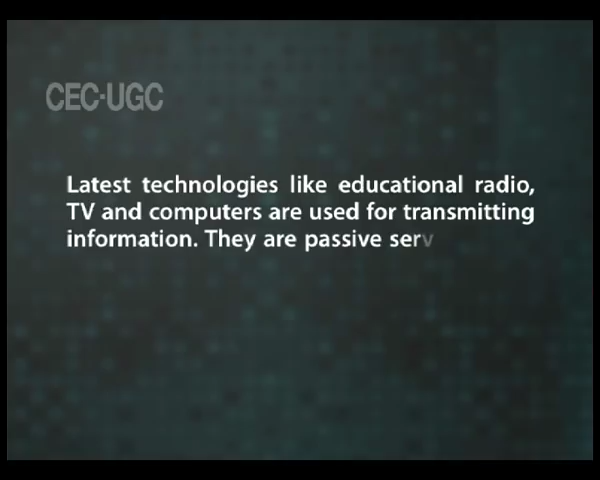 CEC-UGC
Latest technologies like educational radio,
TV and computers are used for transmitting
information. They are passive serv